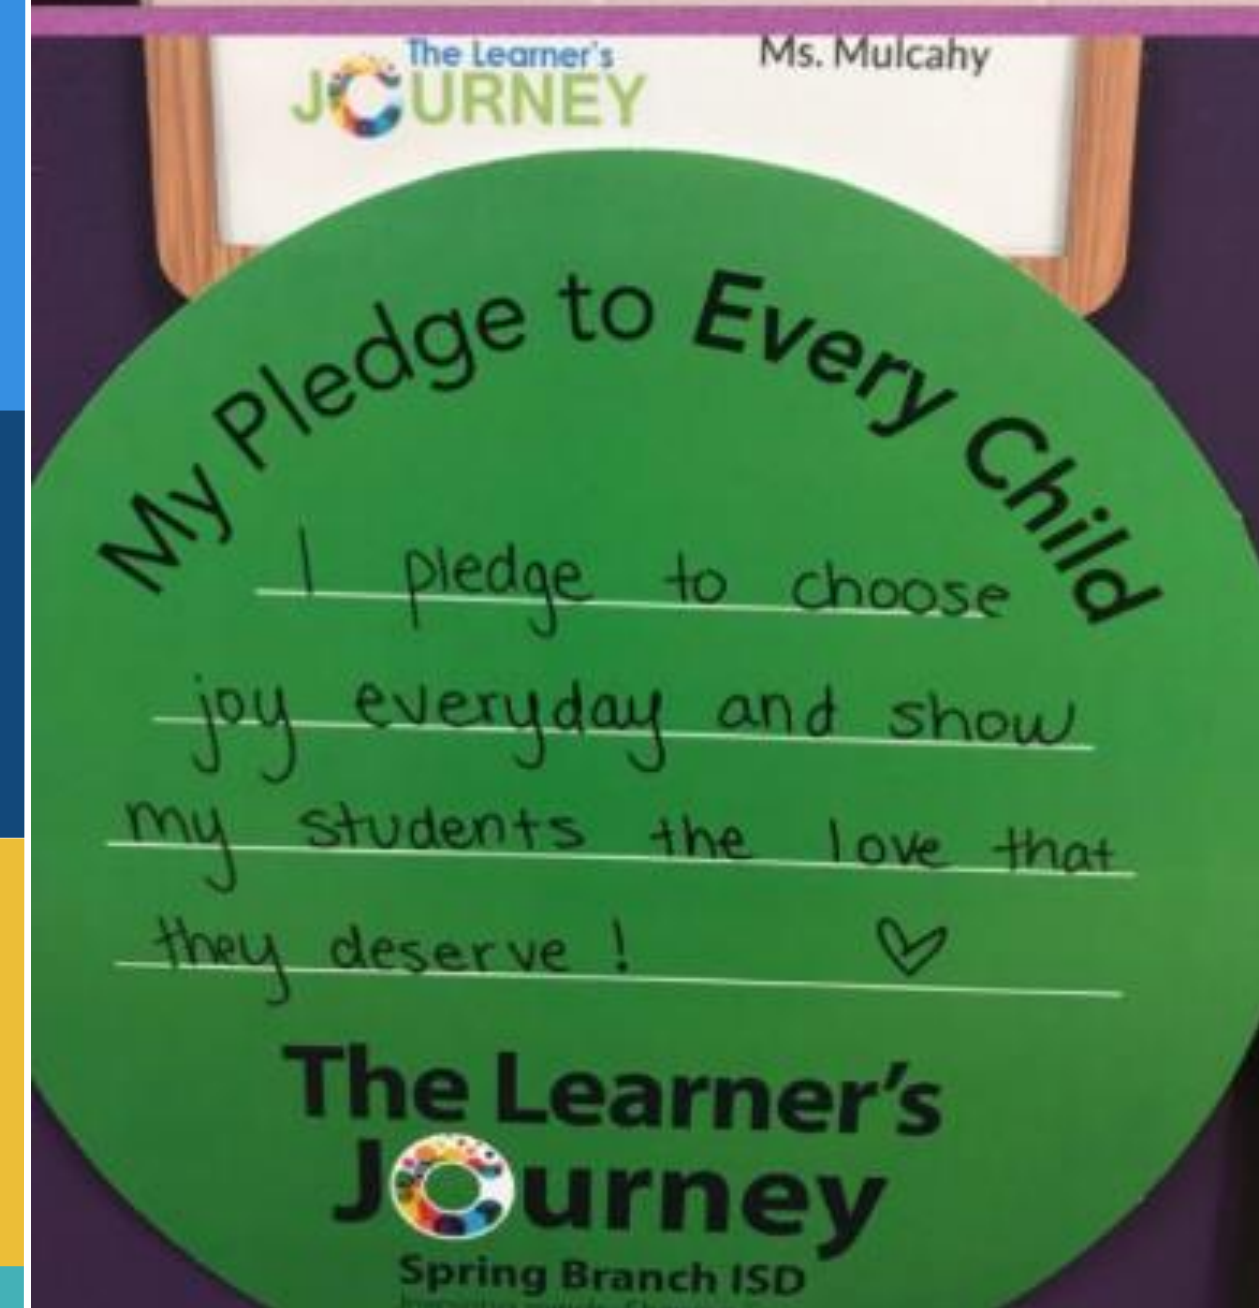 The Learner's
JOURNEY
Ms. Mulcahy
My Pledge to Every Child
I pledge to choose
joy everyday and show
my students the love that
they deserve! ♡
The Learner's
Journey
Spring Branch ISD